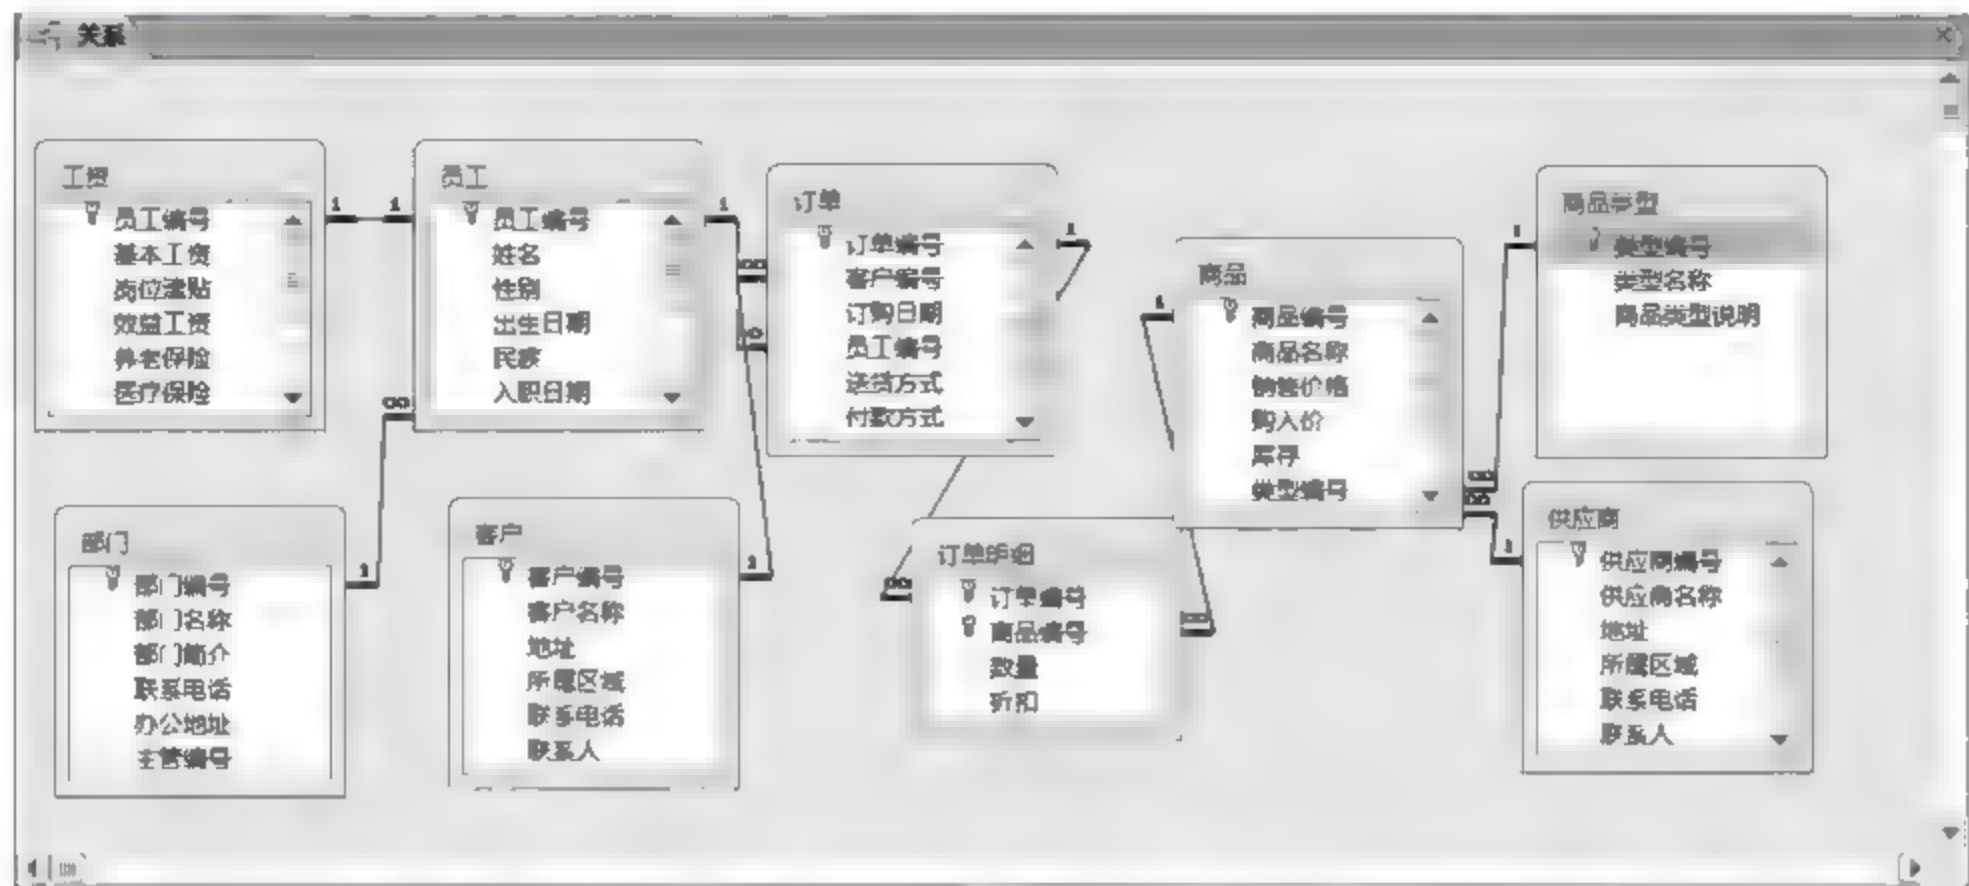 关系
工资
员工编号
基本工资
岗位津贴
效益工资
养老保险
医疗保险
员工
员工编号
姓名
性别
出生日期
民族
入职日期
订单
订单编号
客户编号
订购日期
员工编号
送货方式
付款方式
商品
商品编号
商品名称
销售价格
购入价
库存
类型编号
商品类型
类型编号
类型名称
商品类型说明
部门
部门编号
部门名称
部门简介
联系电话
办公地址
主管编号
客户
客户编号
客户名称
地址
所属区域
联系电话
联系人
订单明细
订单编号
商品编号
数量
折扣
供应商
供应商编号
供应商名称
地址
所属区域
联系电话
联系人
1
1
1
∞
∞
1
1
1
∞
1
1
∞
∞
∞
∞
1